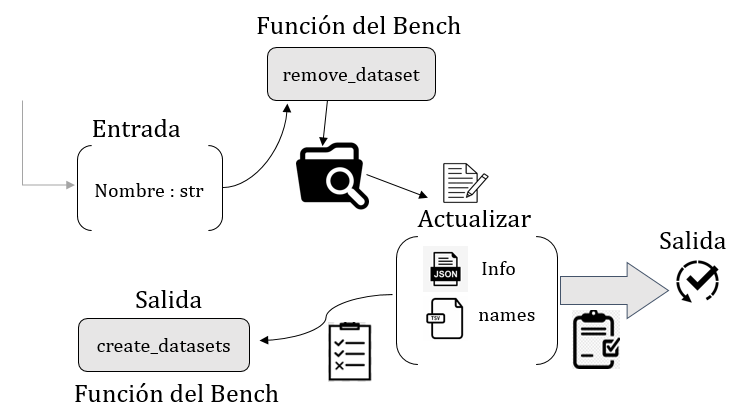 Función del Bench
remove_dataset
Entrada
Nombre : str
Actualizar
JSON
Info
TSV
names
Salida
Salida
create_datasets
Función del Bench